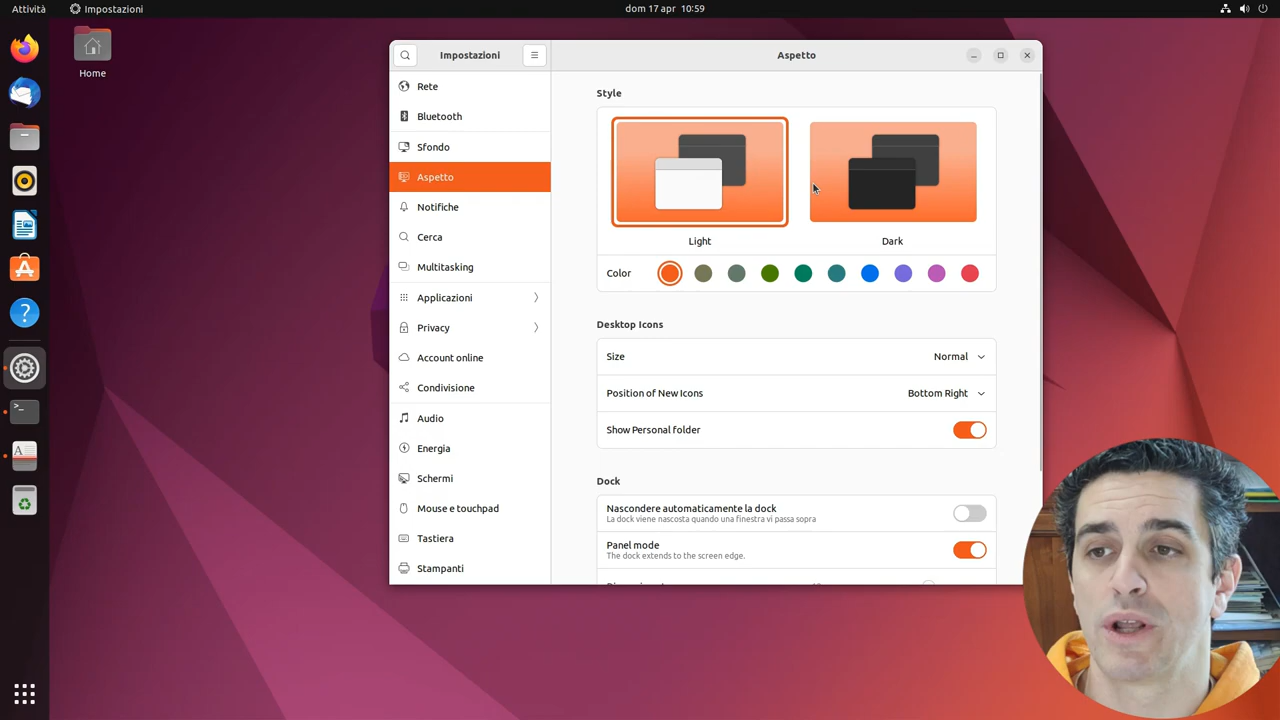 Attività
Impostazioni
dom 17 apr 10:59
Home
Impostazioni
Aspetto
Rete
Bluetooth
Sfondo
Aspetto
Notifiche
Cerca
Multitasking
Applicazioni
Privacy
Account online
Condivisione
Audio
Energia
Schermi
Mouse e touchpad
Tastiera
Stampanti
Style
Light
Dark
Color
Desktop Icons
Size
Normal
Position of New Icons
Bottom Right
Show Personal folder
Dock
Nascondere automaticamente la dock
La dock viene nascosta quando una finestra vi passa sopra
Panel mode
The dock extends to the screen edge.